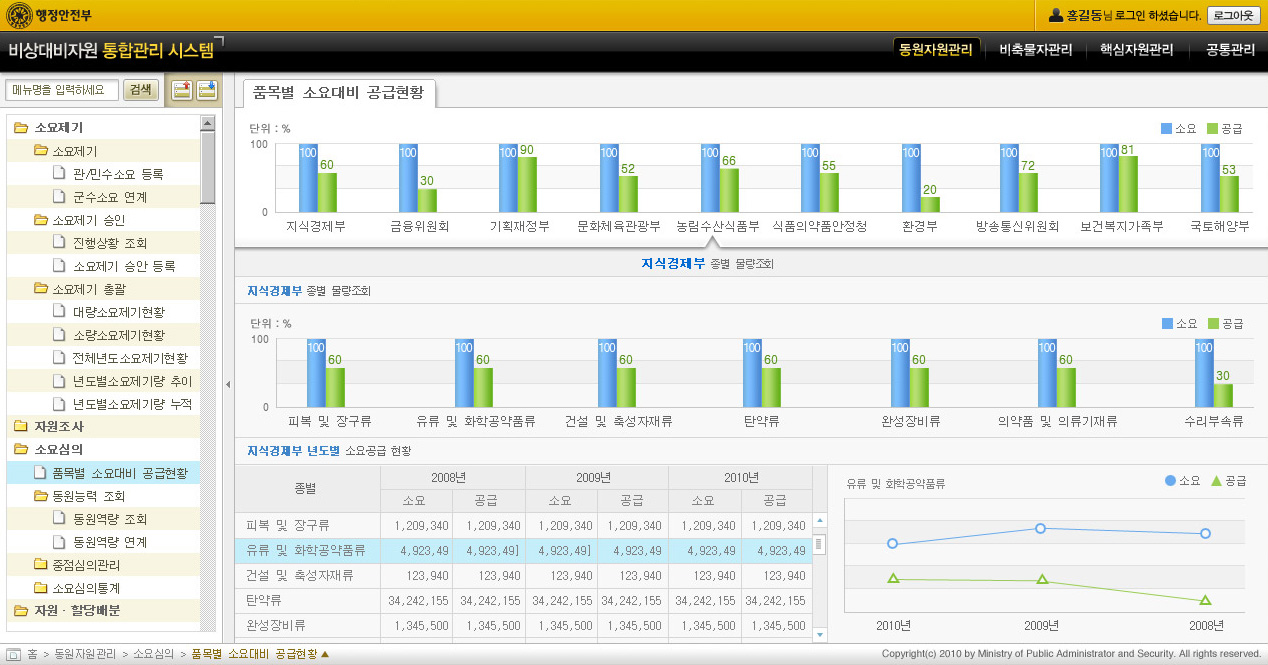 행정안전부
홍길동님 로그인 하셨습니다. 로그아웃
비상대비자원 통합관리 시스템
동원자원관리 비축물자관리 핵심자원관리 공통관리
메뉴명을 입력하세요 검색
소요제기
소요제기
관/민수소요 등록
군수소요 연계
소요제기 승인
진행상황 조회
소요제기 승안 등록
소요제기 총괄
대량소요제기현황
소량소요제기현황
전체년도소요제기현황
년도별소요제기량 추이
년도별소요제기량 누적
자원조사
소요심의
품목별 소요대비 공급현황
동원능력 조회
동원역량 조회
동원역량 연계
중점심의관리
소요심의통계
자원·할당배분
품목별 소요대비 공급현황
단위 : %
소요 공급
100
0
100 60 100 30 100 90 100 52 100 66 100 55 100 20 100 72 100 81 100 53
지식경제부 금융위원회 기획재정부 문화체육관광부 농림수산식품부 식품의약품안정청 환경부 방송통신위원회 보건복지가족부 국토해양부
지식경제부 종별 물량조회
지식경제부 종별 물량조회
단위 : %
소요 공급
100
0
100 60 100 60 100 60 100 60 100 60 100 60 100 30
피복 및 장구류 유류 및 화학공약품류 건설 및 축성자재류 탄약류 완성장비류 의약품 및 의류기재류 수리부속류
지식경제부 년도별 소요공급 현황
종별 2008년 2009년 2010년
소요 공급 소요 공급 소요 공급
피복 및 장구류 1,209,340 1,209,340 1,209,340 1,209,340 1,209,340 1,209,340
유류 및 화학공약품류 4,923,49 4,923,49] 4,923,49] 4,923,49 4,923,49 4,923,49
건설 및 축성자재류 123,940 123,940 123,940 123,940 123,940 123,940
탄약류 34,242,155 34,242,155 34,242,155 34,242,155 34,242,155 34,242,155
완성장비류 1,345,500 1,345,500 1,345,500 1,345,500 1,345,500 1,345,500
유류 및 화학공약품류
소요 공급
2010년 2009년 2008년
홈 > 동원자원관리 > 소요심의 > 품목별 소요대비 공급현황
Copyright(c) 2010 by Ministry of Public Administrator and Security. All rights reserved.